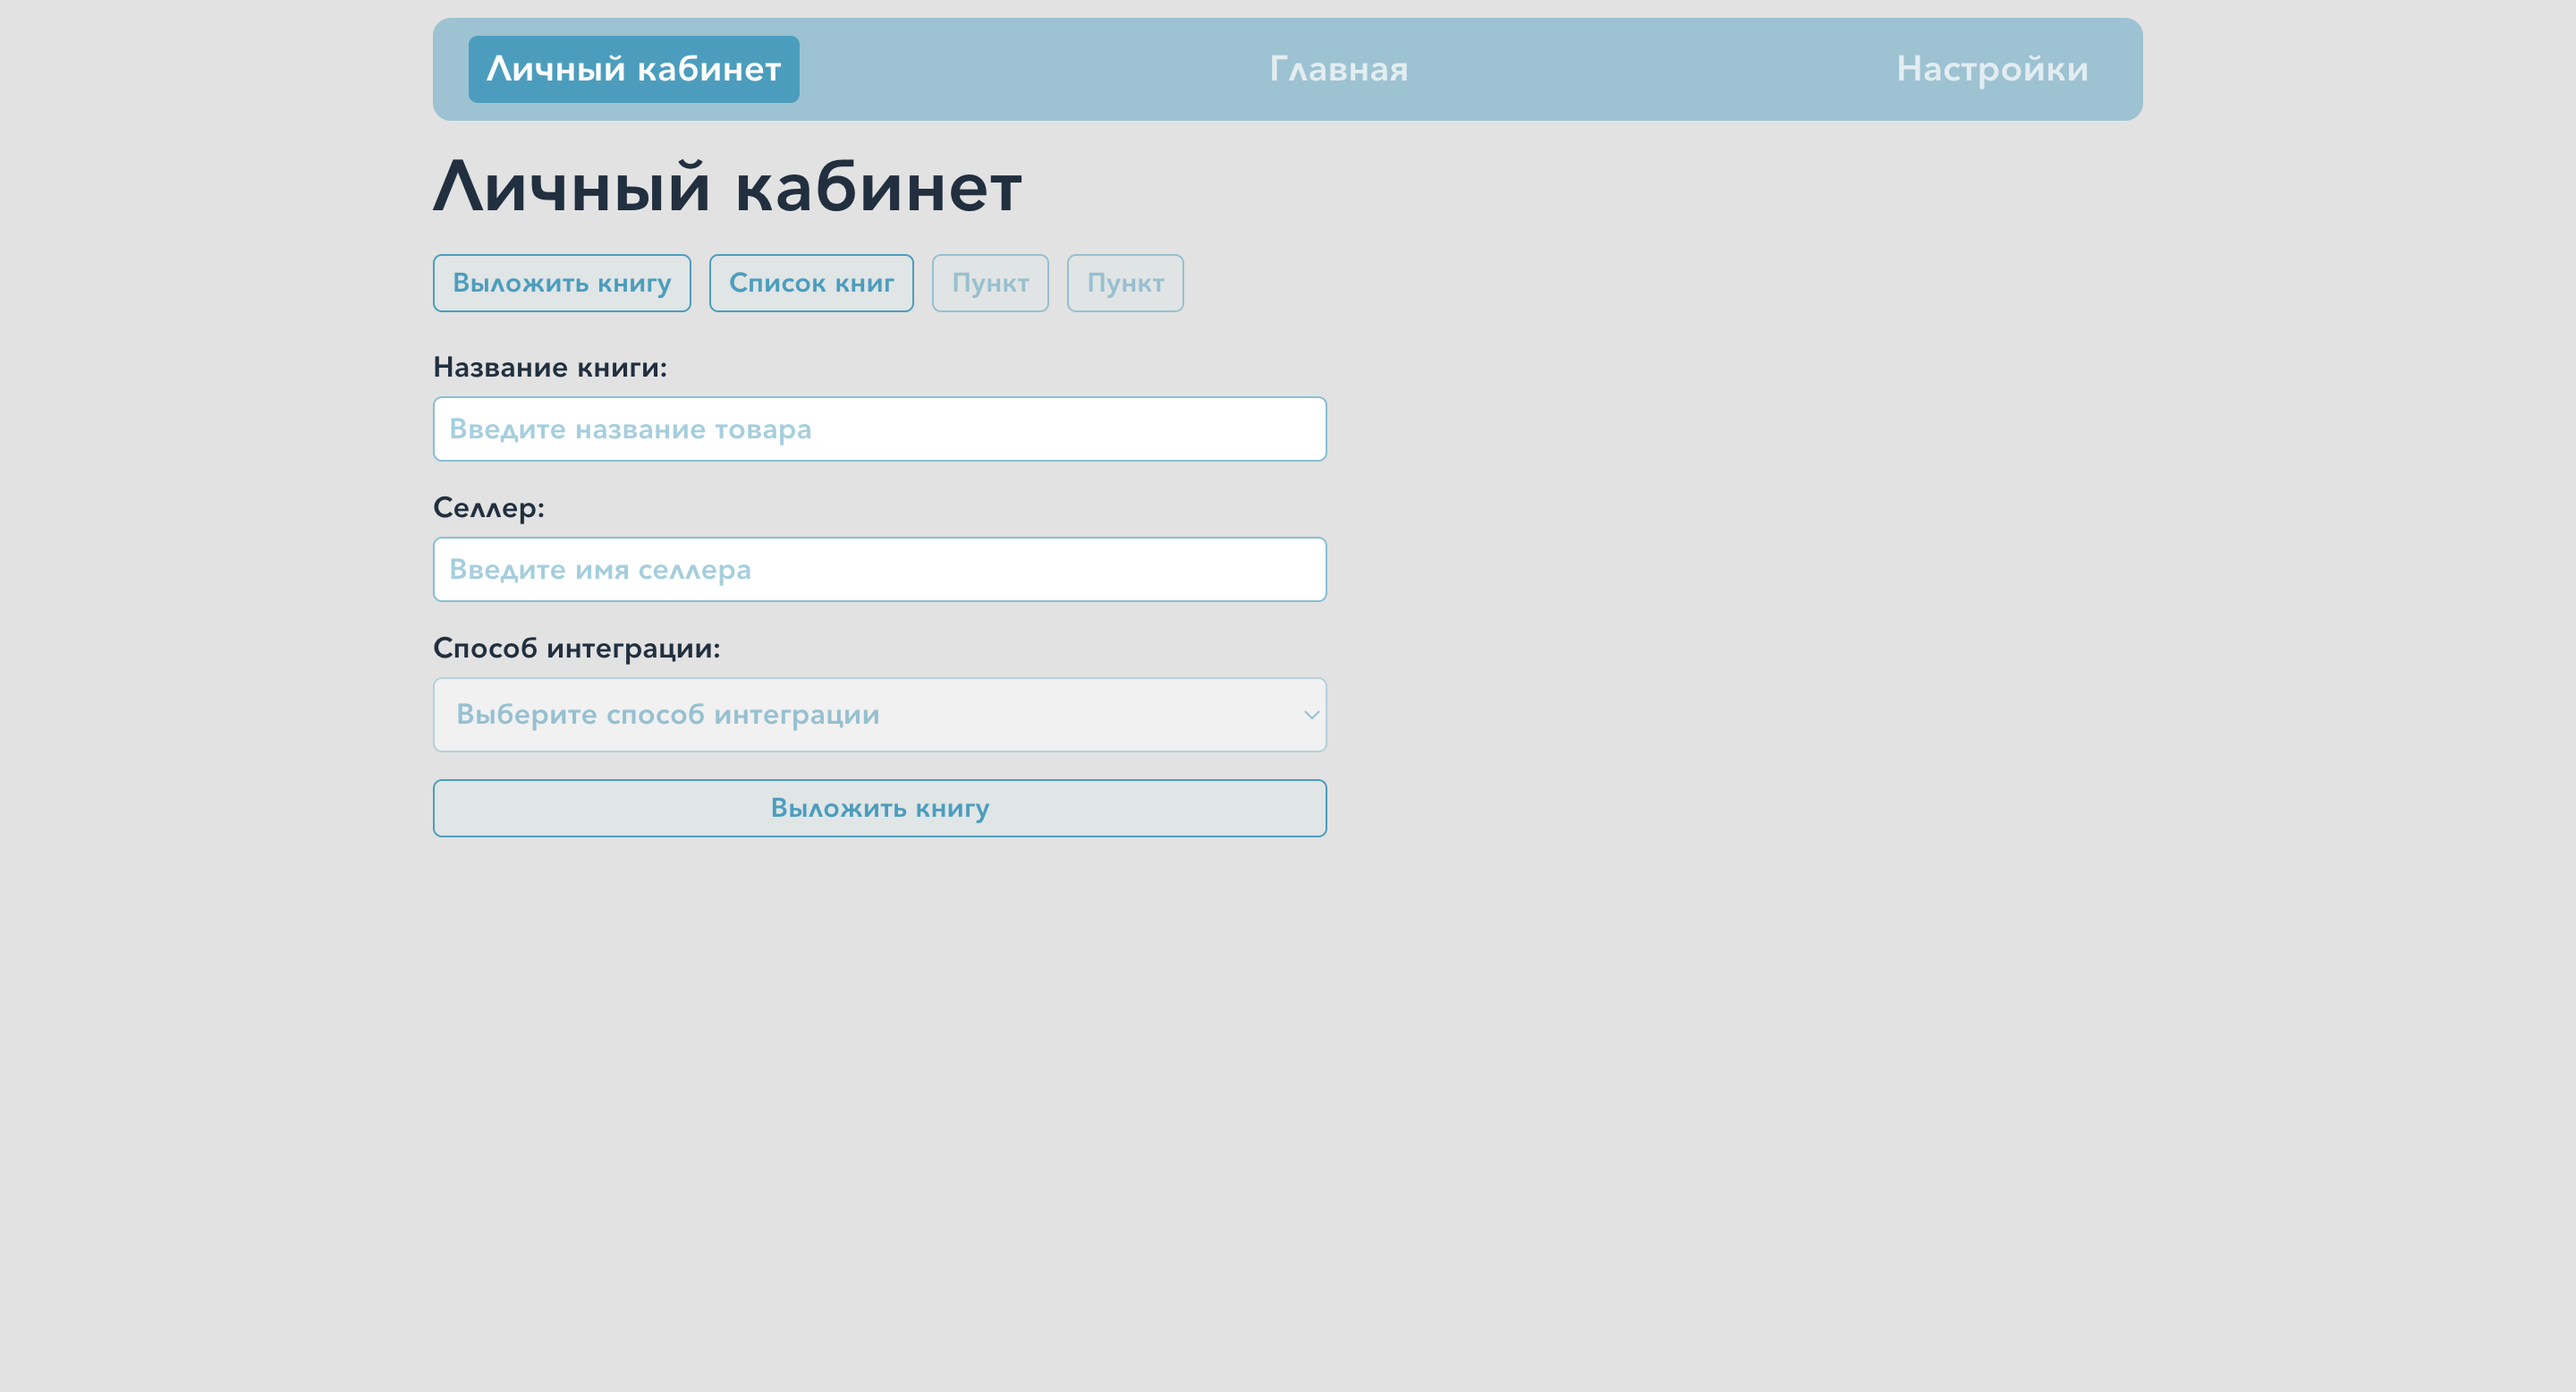 Личный кабинет Главная Настройки
Личный кабинет
Выложить книгу Список книг Пункт Пункт
Название книги:
Введите название товара
Селлер:
Введите имя селлера
Способ интеграции:
Выберите способ интеграции
Выложить книгу